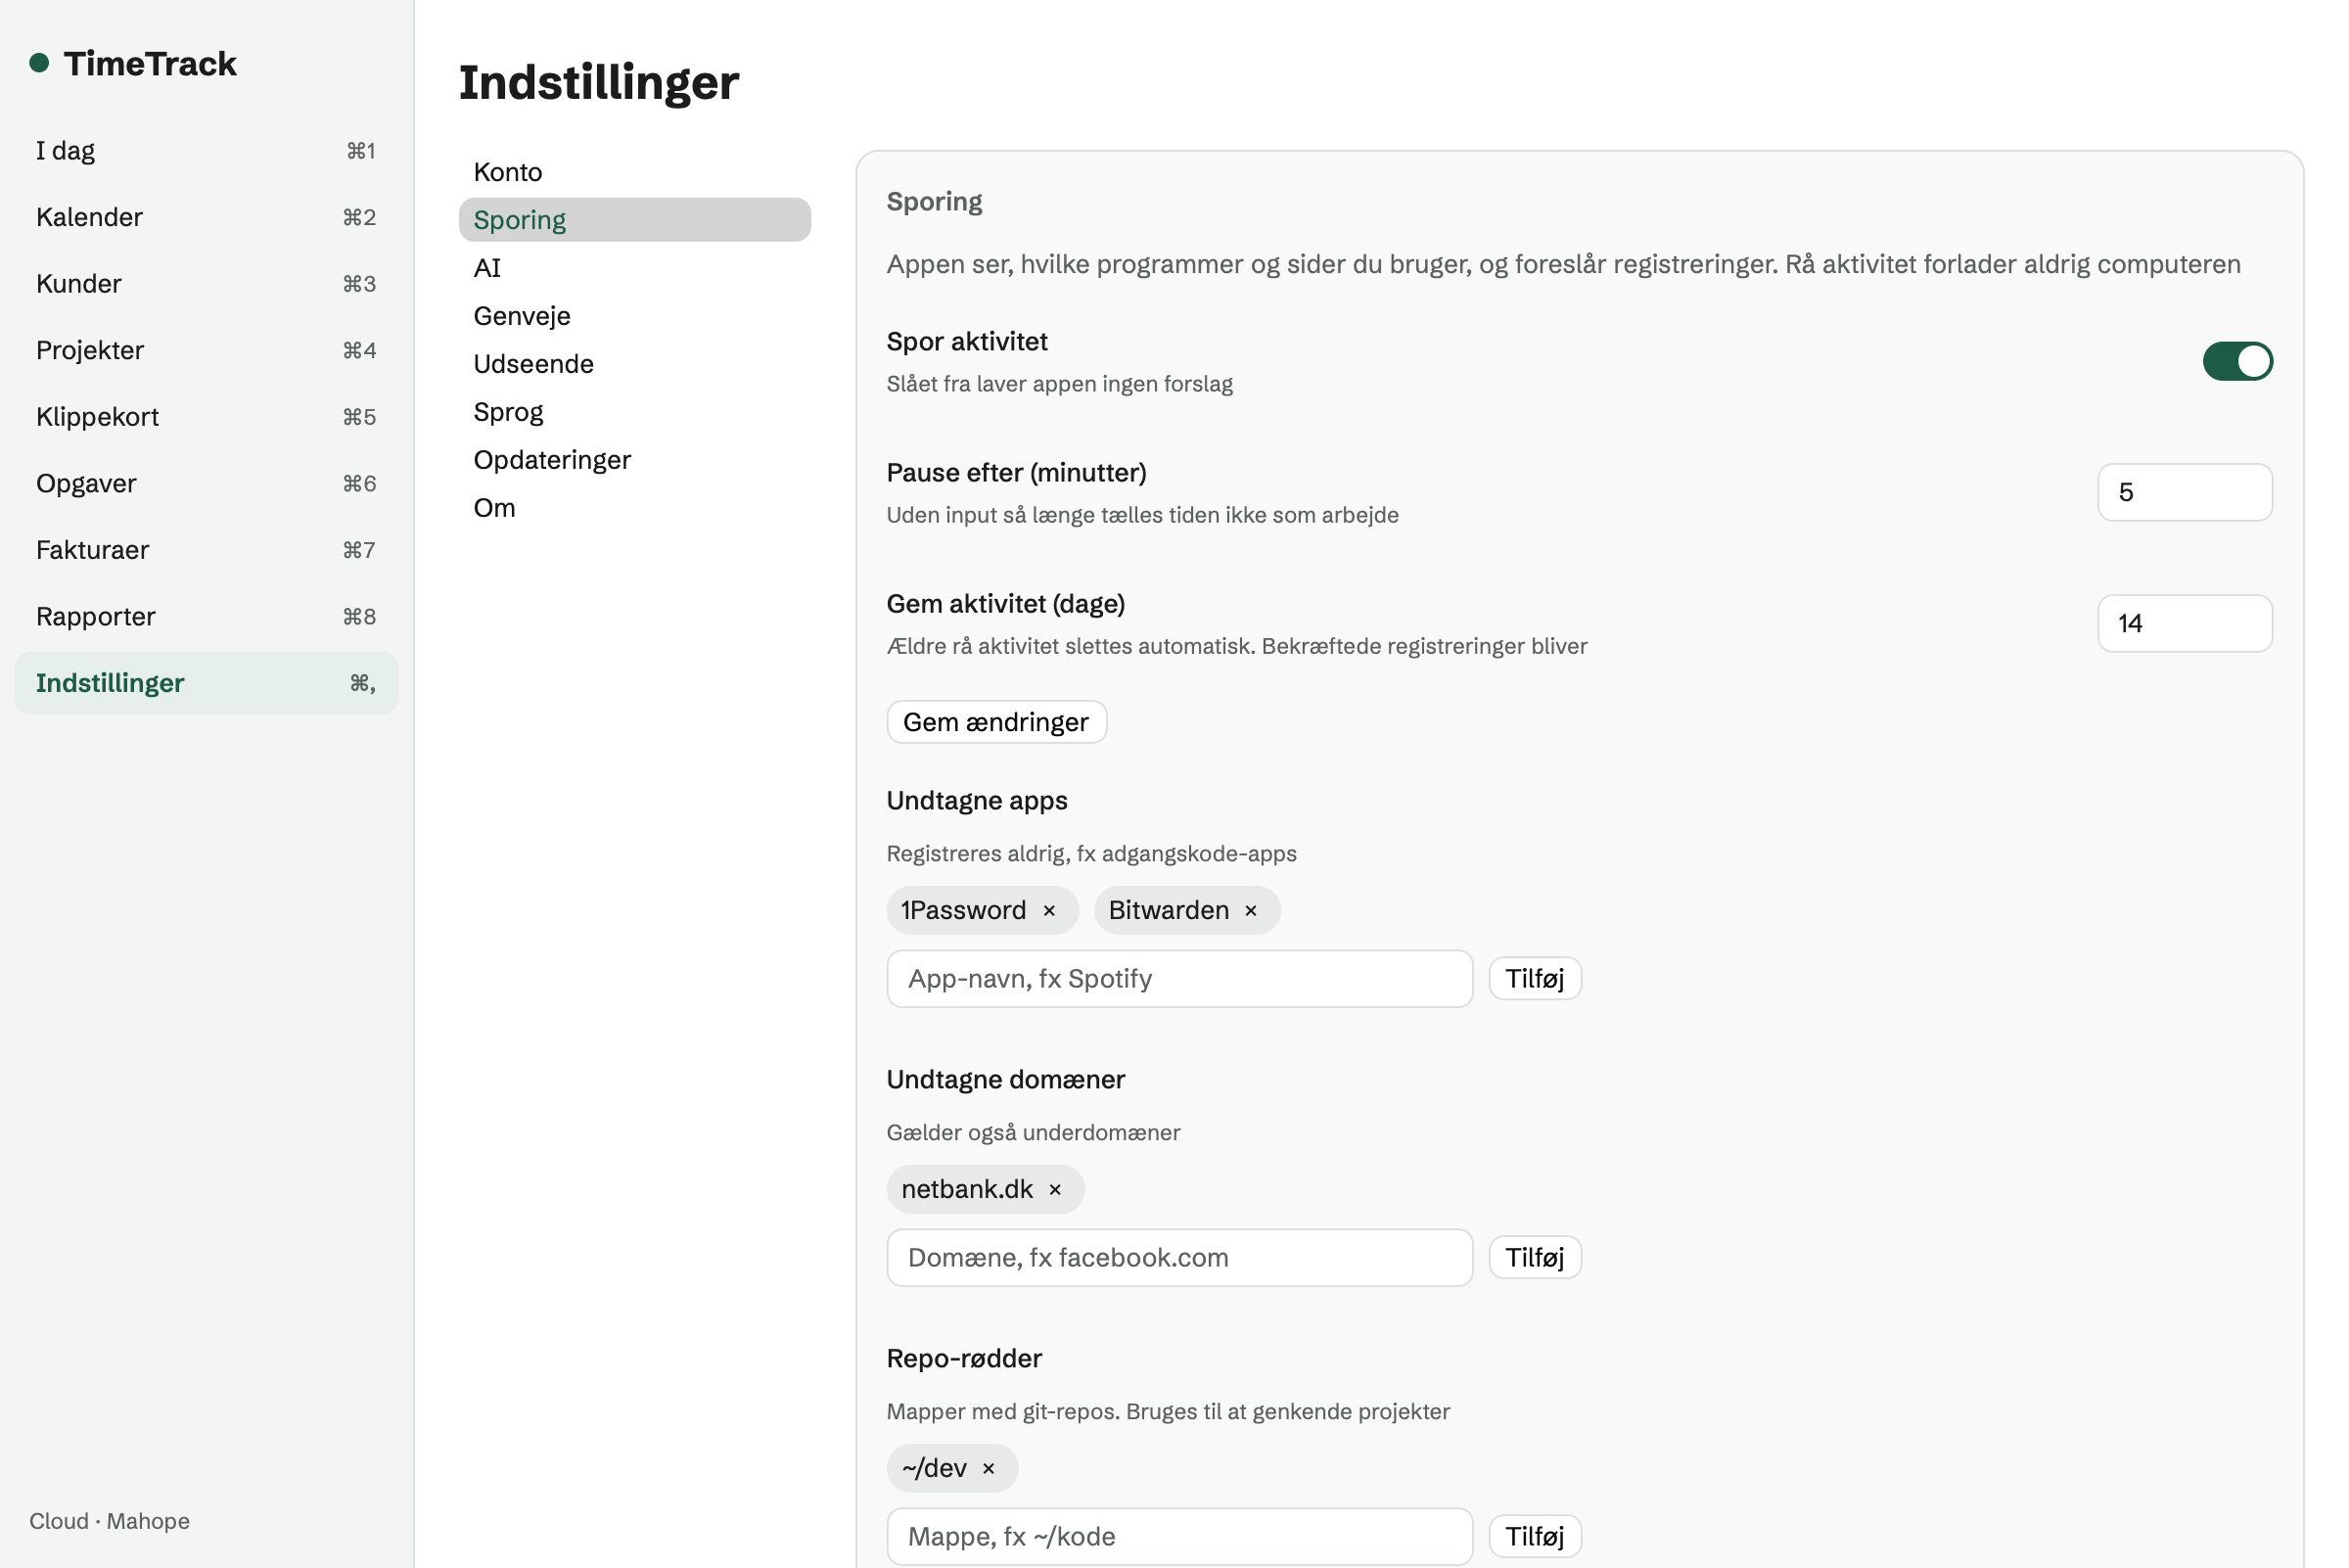 TimeTrack
I dag ⌘1
Kalender ⌘2
Kunder ⌘3
Projekter ⌘4
Klippekort ⌘5
Opgaver ⌘6
Fakturaer ⌘7
Rapporter ⌘8
Indstillinger ⌘,
Cloud · Mahope
Indstillinger
Konto
Sporing
AI
Genveje
Udseende
Sprog
Opdateringer
Om
Sporing
Appen ser, hvilke programmer og sider du bruger, og foreslår registreringer. Rå aktivitet forlader aldrig computeren
Spor aktivitet
Slået fra laver appen ingen forslag
Pause efter (minutter)
Uden input så længe tælles tiden ikke som arbejde
5
Gem aktivitet (dage)
Ældre rå aktivitet slettes automatisk. Bekræftede registreringer bliver
14
Gem ændringer
Undtagne apps
Registreres aldrig, fx adgangskode-apps
1Password × Bitwarden ×
App-navn, fx Spotify Tilføj
Undtagne domæner
Gælder også underdomæner
netbank.dk ×
Domæne, fx facebook.com Tilføj
Repo-rødder
Mapper med git-repos. Bruges til at genkende projekter
~/dev ×
Mappe, fx ~/kode Tilføj